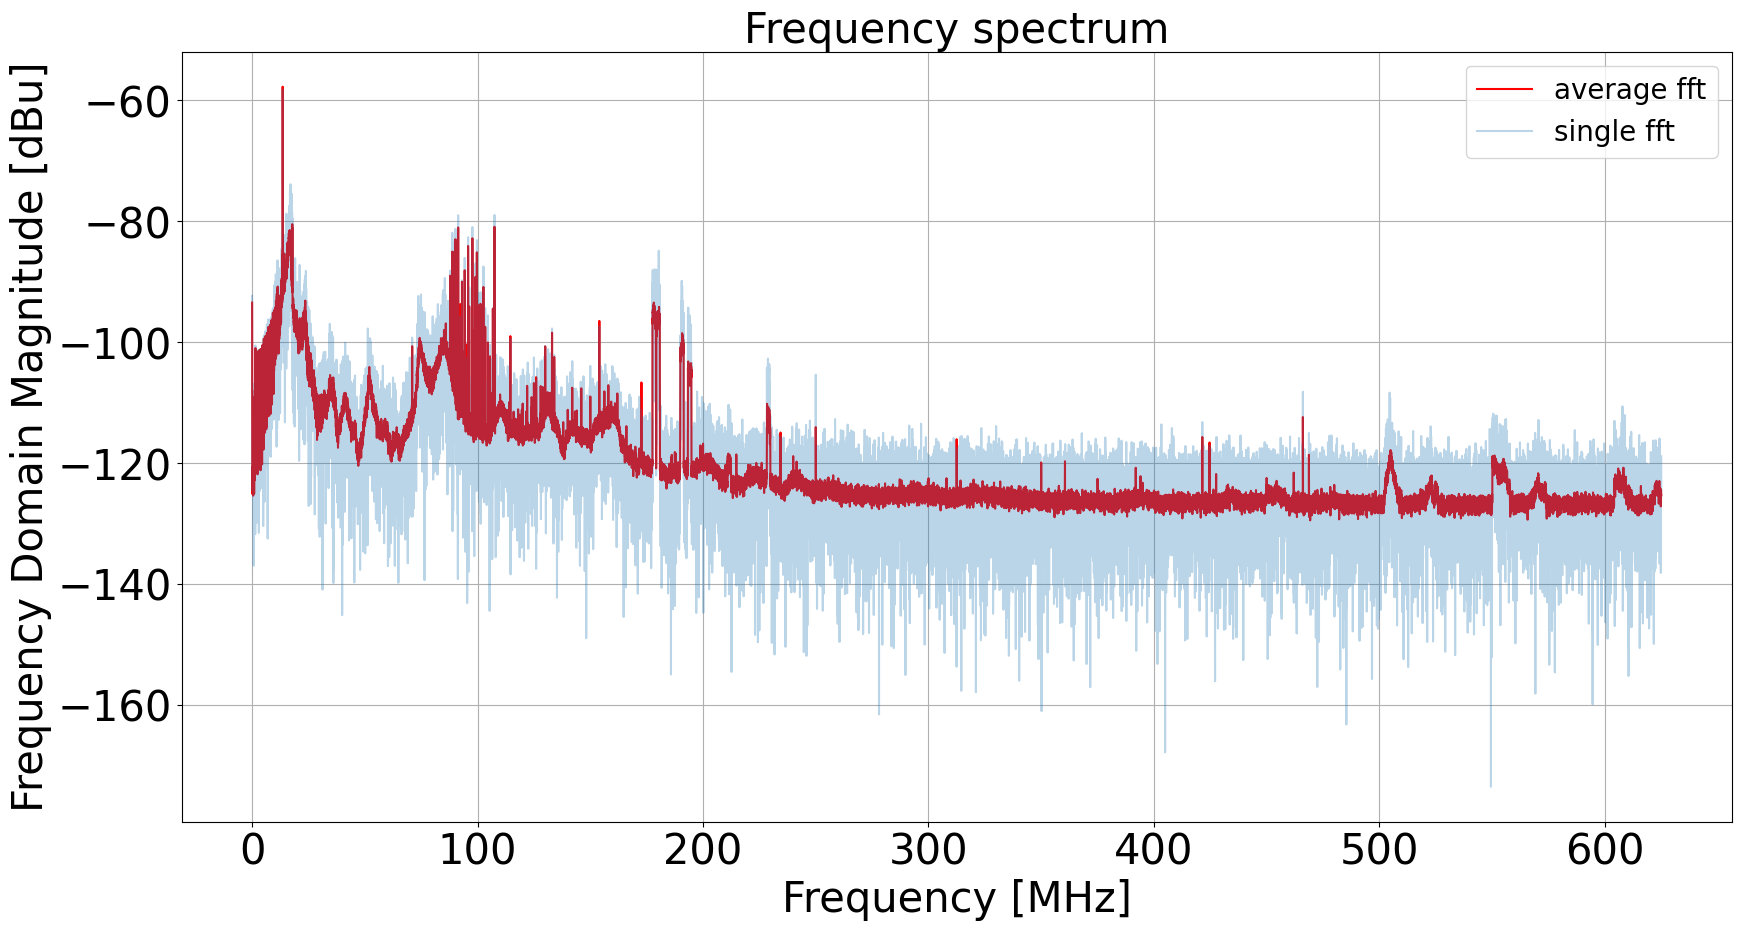 Frequency spectrum
average fft
single fft
Frequency Domain Magnitude [dBu]
−60
−80
−100
−120
−140
−160
0 100 200 300 400 500 600
Frequency [MHz]